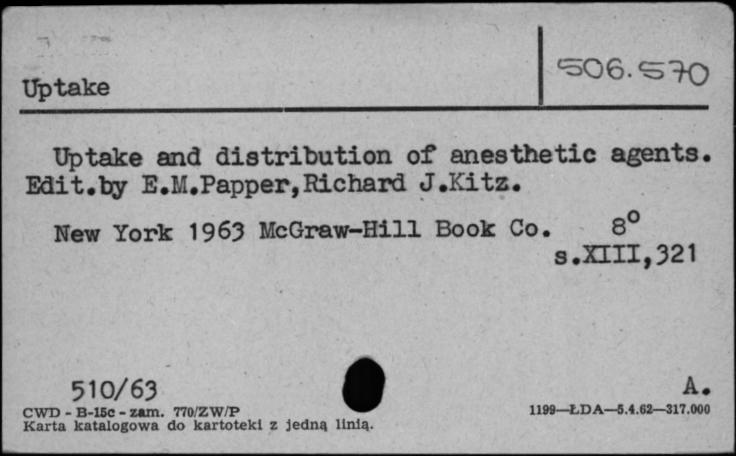 506.570
Uptake
Uptake and distribution of anesthetic agents.
Edit.by E.M.Papper,Richard J.Kitz.
New York 1963 McGraw-Hill Book Co. 8°
s.XIII,321
510/63 A.
CWD - B-15c - zam. 770/ZW/P 1199—ŁDA—5.4.62—317.000
Karta katalogowa do kartoteki z jedną linią.